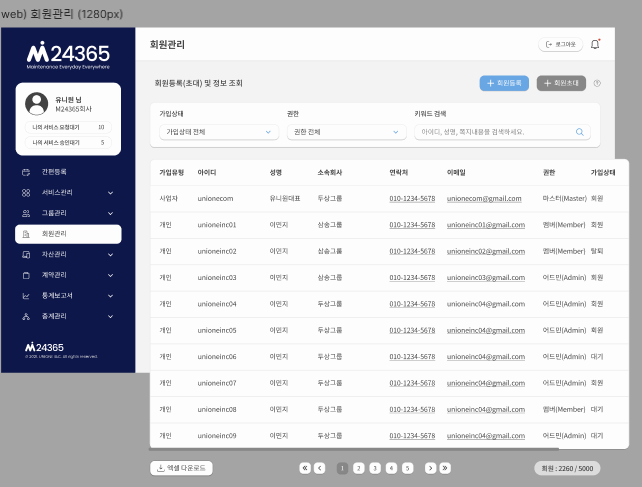 web) 회원관리 (1280px)
M24365
Maintenance Everyday Everywhere
유니원 님
M24365회사
나의 서비스 요청대기 10
나의 서비스 승인대기 5
간편등록
서비스관리
그룹관리
회원관리
자산관리
계약관리
통계보고서
중계관리
M24365
회원관리
로그아웃
회원등록(초대) 및 정보 조회
+ 회원등록
+ 회원초대
가입상태 권한 키워드 검색
가입상태 전체 권한 전체 아이디, 성명, 쪽지내용을 검색하세요.
가입유형 아이디 성명 소속회사 연락처 이메일 권한 가입상태
사업자 unionecom 유니원대표 두상그룹 010-1234-5678 unionecom@gmail.com 마스터(Master) 회원
개인 unioneinc01 이민지 삼송그룹 010-1234-5678 unioneinc01@gmail.com 멤버(Member) 회원
개인 unioneinc02 이민지 삼송그룹 010-1234-5678 unioneinc02@gmail.com 멤버(Member) 탈퇴
개인 unioneinc03 이민지 삼송그룹 010-1234-5678 unioneinc03@gmail.com 어드민(Admin) 회원
개인 unioneinc04 이민지 두상그룹 010-1234-5678 unioneinc04@gmail.com 어드민(Admin) 회원
개인 unioneinc05 이민지 두상그룹 010-1234-5678 unioneinc04@gmail.com 어드민(Admin) 회원
개인 unioneinc06 이민지 두상그룹 010-1234-5678 unioneinc04@gmail.com 어드민(Admin) 대기
개인 unioneinc07 이민지 두상그룹 010-1234-5678 unioneinc04@gmail.com 어드민(Admin) 회원
개인 unioneinc08 이민지 두상그룹 010-1234-5678 unioneinc04@gmail.com 멤버(Member) 대기
개인 unioneinc09 이민지 두상그룹 010-1234-5678 unioneinc04@gmail.com 어드민(Admin) 대기
엑셀 다운로드
1 2 3 4 5
회원 : 2260 / 5000